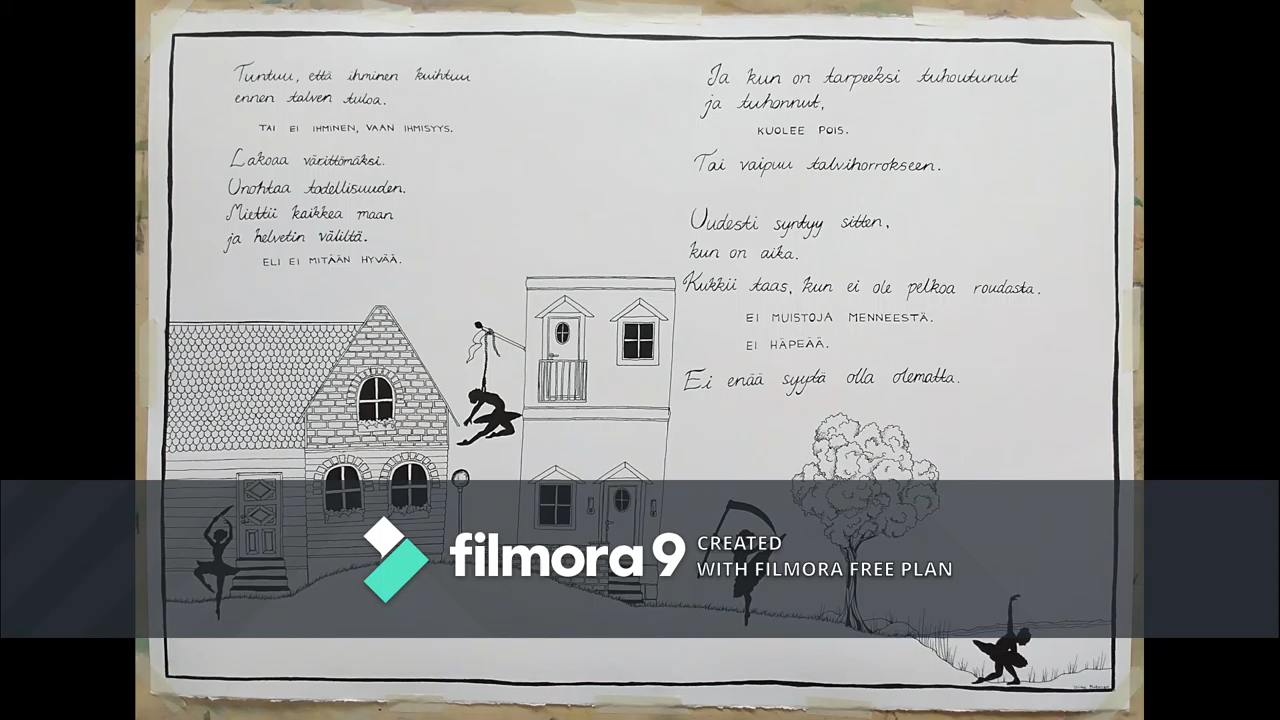 Tuntuu, että ihminen kuihtuu
ennen talven tuloa.
TAI EI IHMINEN, VAAN IHMISYYS.
Lakoaa värittömäksi.
Unohtaa todellisuuden.
Miettii kaikkea maan
ja helvetin väliltä.
ELI EI MITÄÄN HYVÄÄ.
Ja kun on tarpeeksi tuhoutunut
ja tuhonnut,
KUOLEE POIS.
Tai vaipuu talvihorrokseen.
Uudesti syntyy sitten,
kun on aika.
Kukkii taas, kun ei ole pelkoa roudasta.
EI MUISTOJA MENNEESTÄ.
EI HÄPEÄÄ.
Ei enää syytä olla olematta.
filmora 9
CREATED
WITH FILMORA FREE PLAN